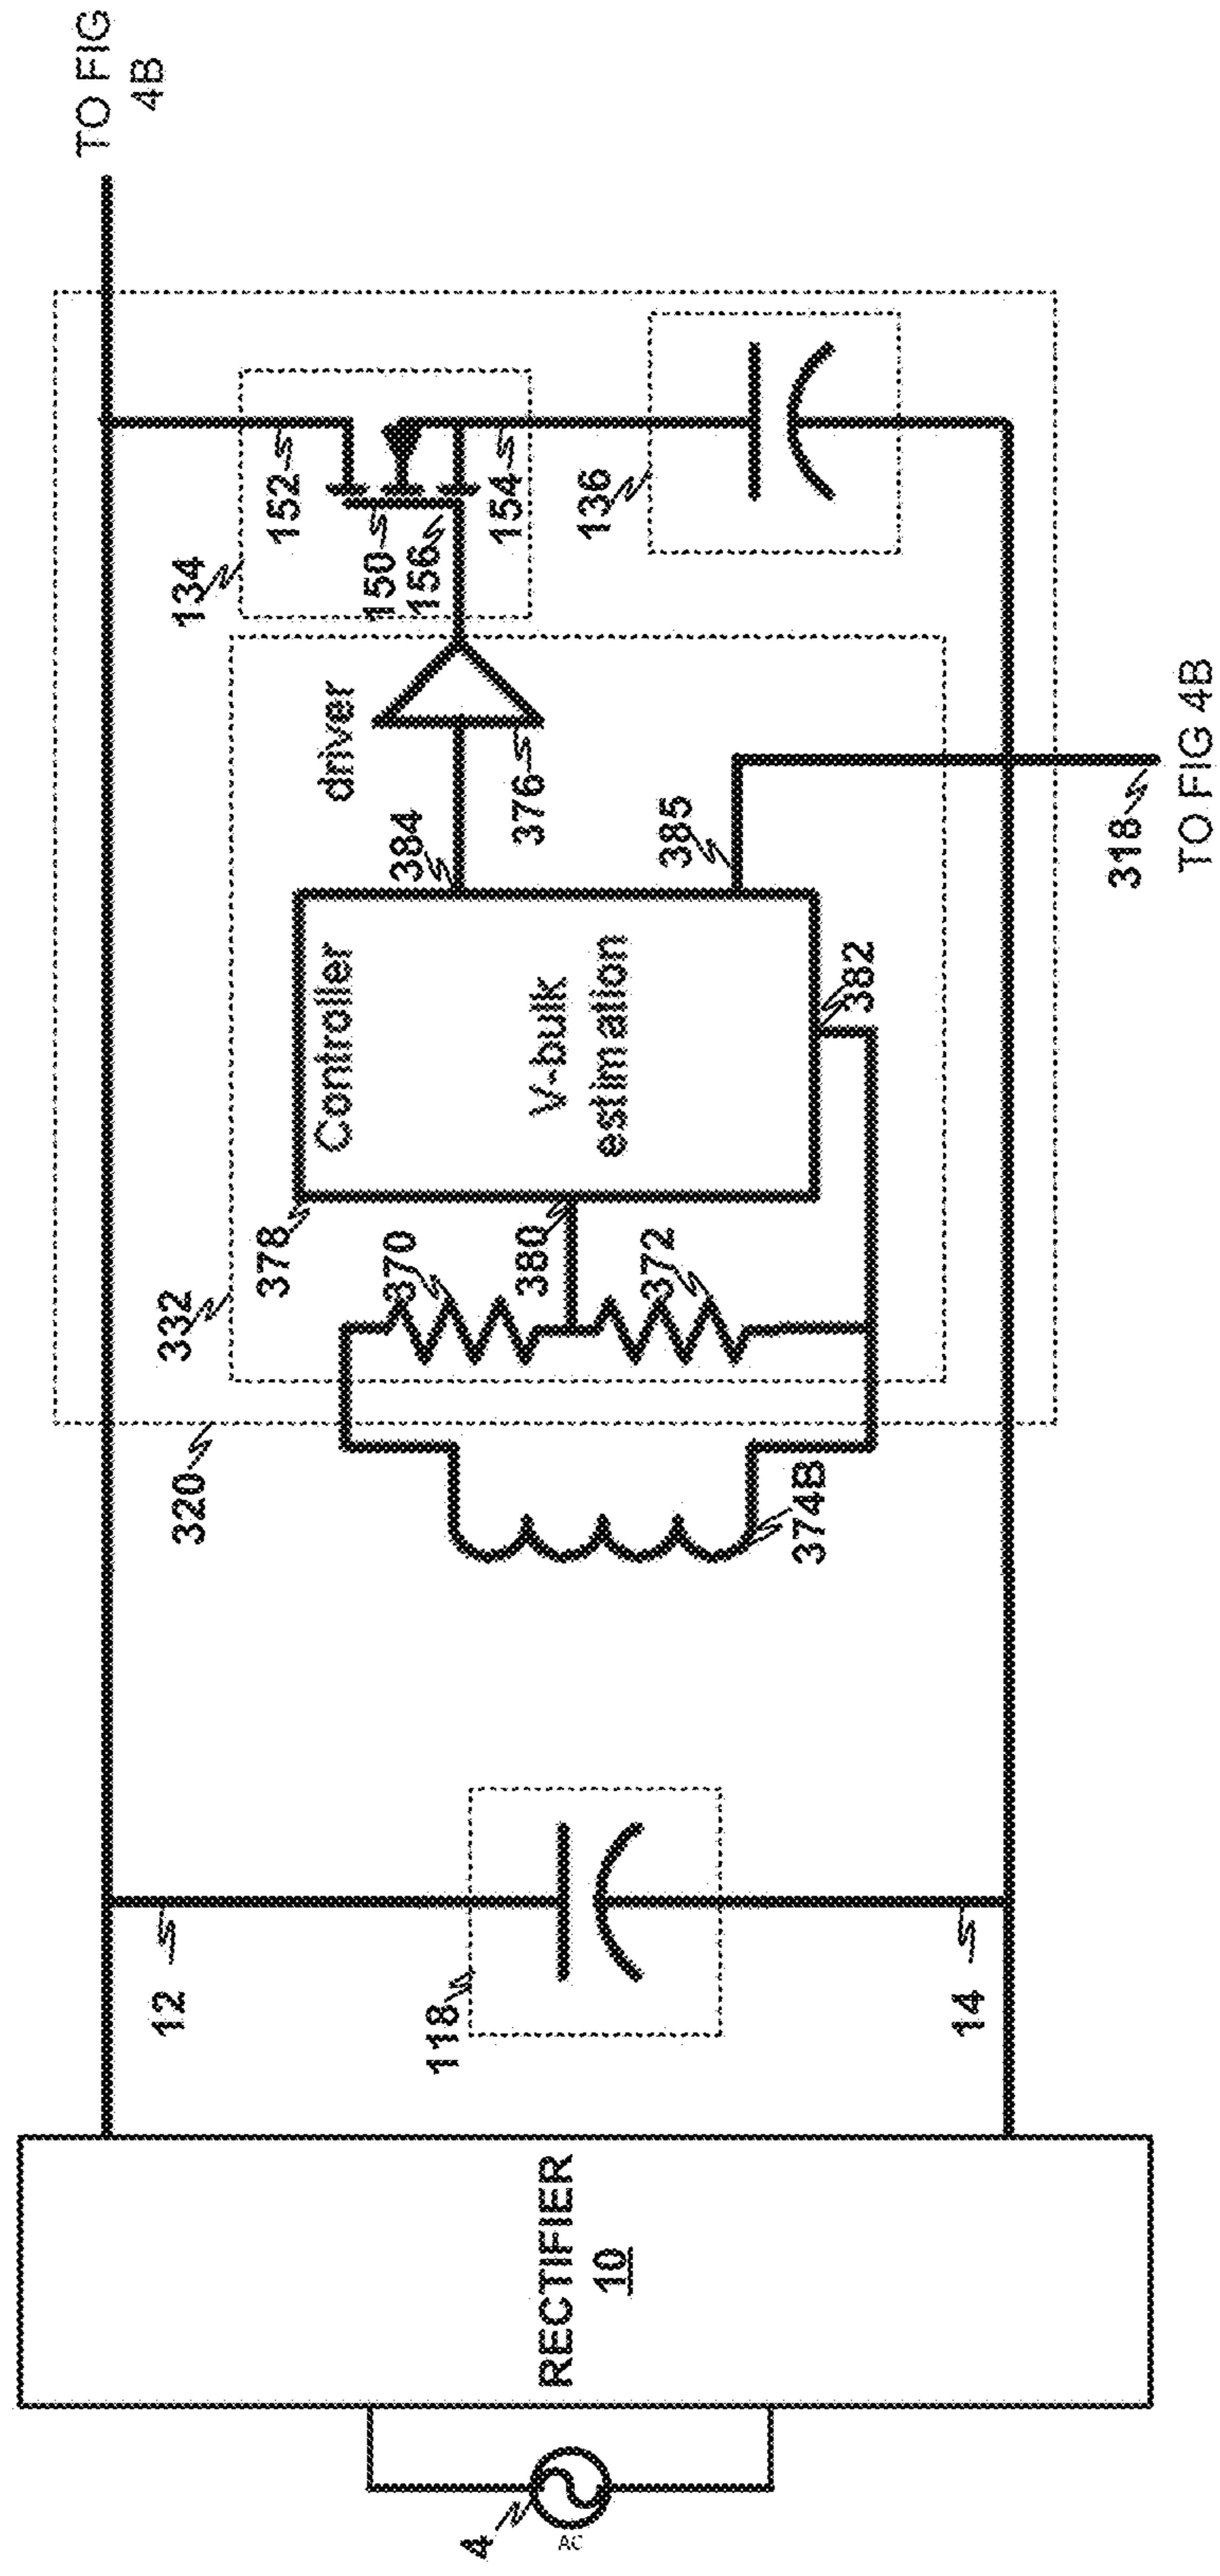 TO FIG
4B
320
332
134
152
150
156
154
136
driver
376
384
385
Controller
V-bulk
estimation
378
370
380
372
382
374B
318
TO FIG 4B
12
118
14
RECTIFIER
10
4
AC